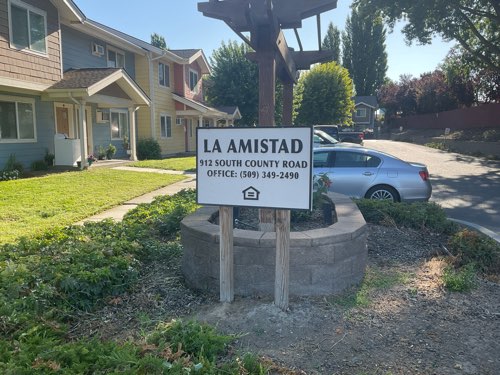 LA AMISTAD
912 SOUTH COUNTY ROAD
OFFICE: (509) 349-2490